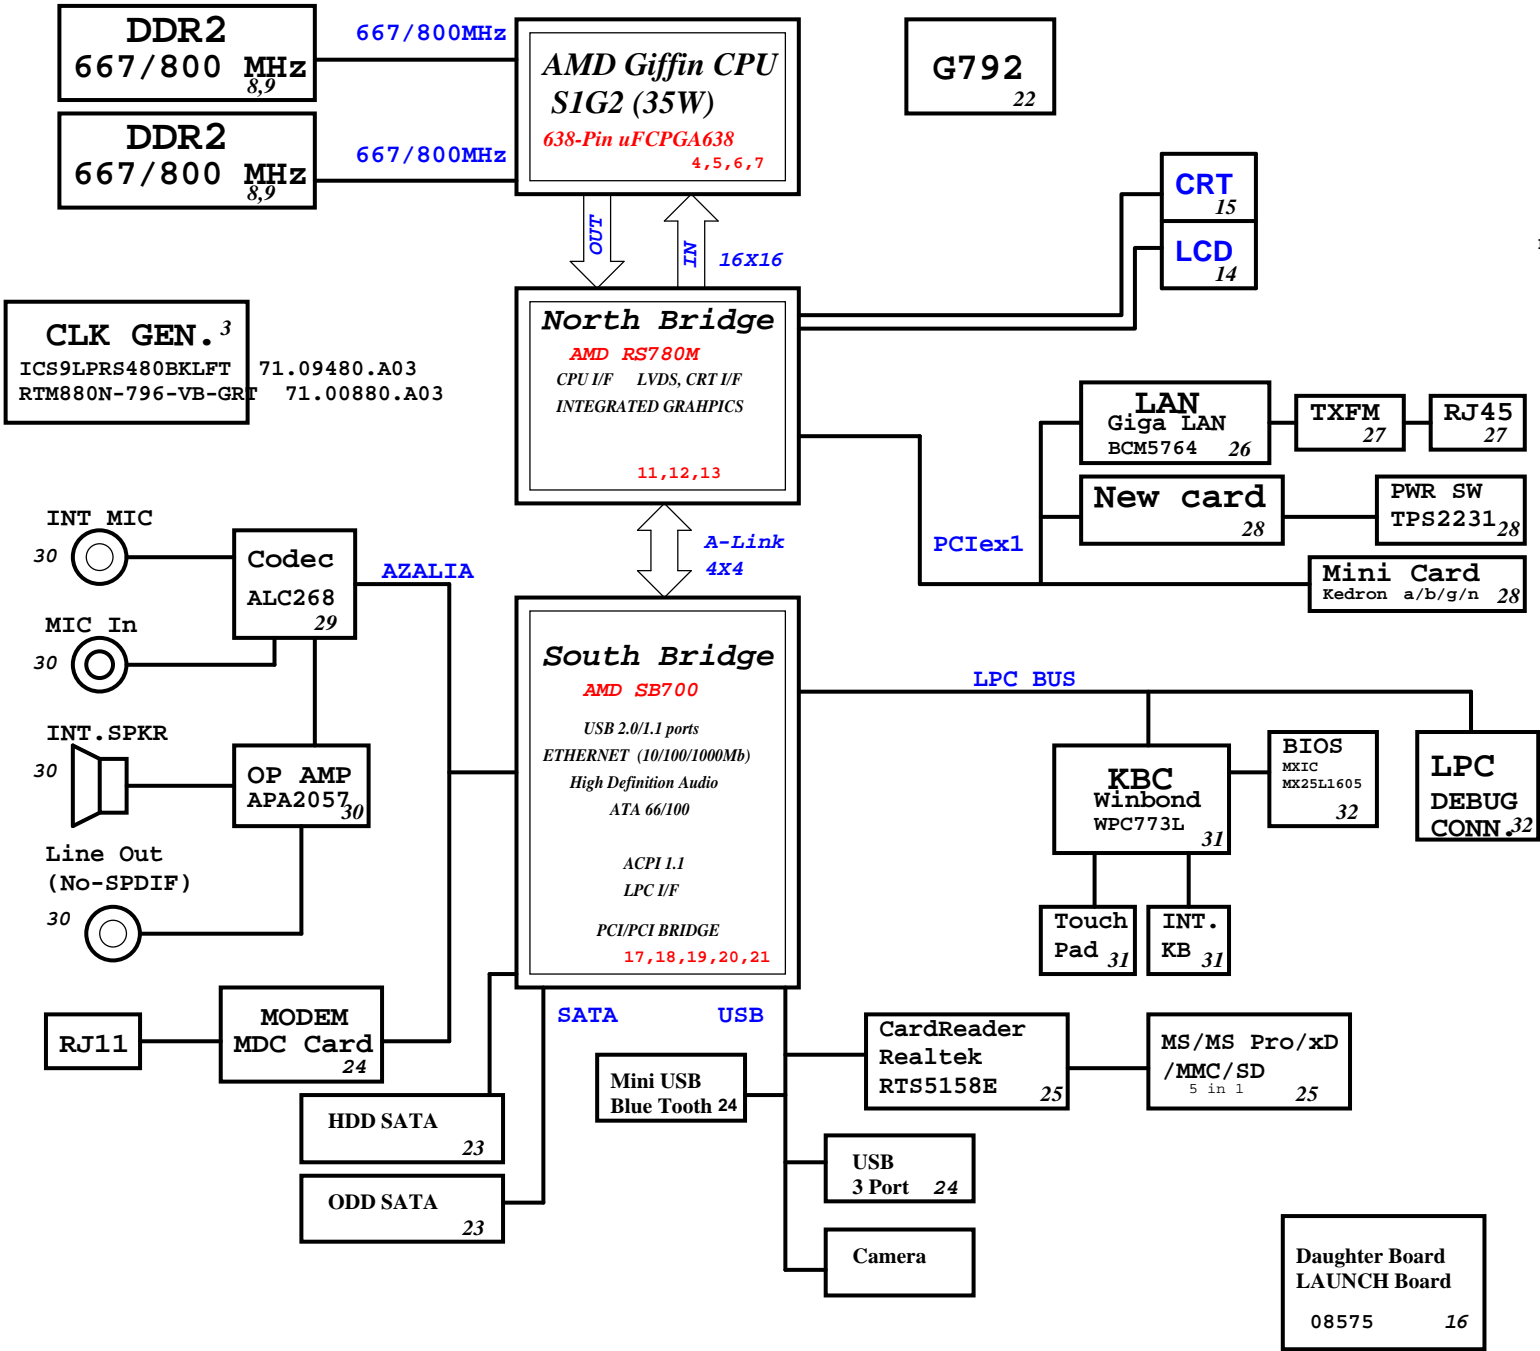 DDR2
667/800 MHz
8,9
667/800MHz
DDR2
667/800 MHz
8,9
667/800MHz
AMD Giffin CPU
S1G2 (35W)
638-Pin uFCPGA638
4,5,6,7
G792
22
OUT
IN
16X16
CRT
15
LCD
14
CLK GEN. 3
ICS9LPRS480BKLFT 71.09480.A03
RTM880N-796-VB-GRT 71.00880.A03
North Bridge
AMD RS780M
CPU I/F LVDS, CRT I/F
INTEGRATED GRAHPICS
11,12,13
LAN
Giga LAN
BCM5764 26
TXFM
27
RJ45
27
New card
28
PWR SW
TPS2231 28
PCIex1
Mini Card
Kedron a/b/g/n 28
A-Link
4X4
INT MIC
30
Codec
ALC268
29
AZALIA
MIC In
30
INT.SPKR
30
OP AMP
APA2057 30
Line Out
(No-SPDIF)
30
South Bridge
AMD SB700
USB 2.0/1.1 ports
ETHERNET (10/100/1000Mb)
High Definition Audio
ATA 66/100
ACPI 1.1
LPC I/F
PCI/PCI BRIDGE
17,18,19,20,21
LPC BUS
KBC
Winbond
WPC773L
31
BIOS
MXIC
MX25L1605
32
LPC
DEBUG
CONN. 32
Touch
Pad 31
INT.
KB 31
RJ11
MODEM
MDC Card
24
SATA
USB
HDD SATA
23
ODD SATA
23
Mini USB
Blue Tooth 24
CardReader
Realtek
RTS5158E 25
MS/MS Pro/xD
/MMC/SD
5 in 1 25
USB
3 Port 24
Camera
Daughter Board
LAUNCH Board
08575 16